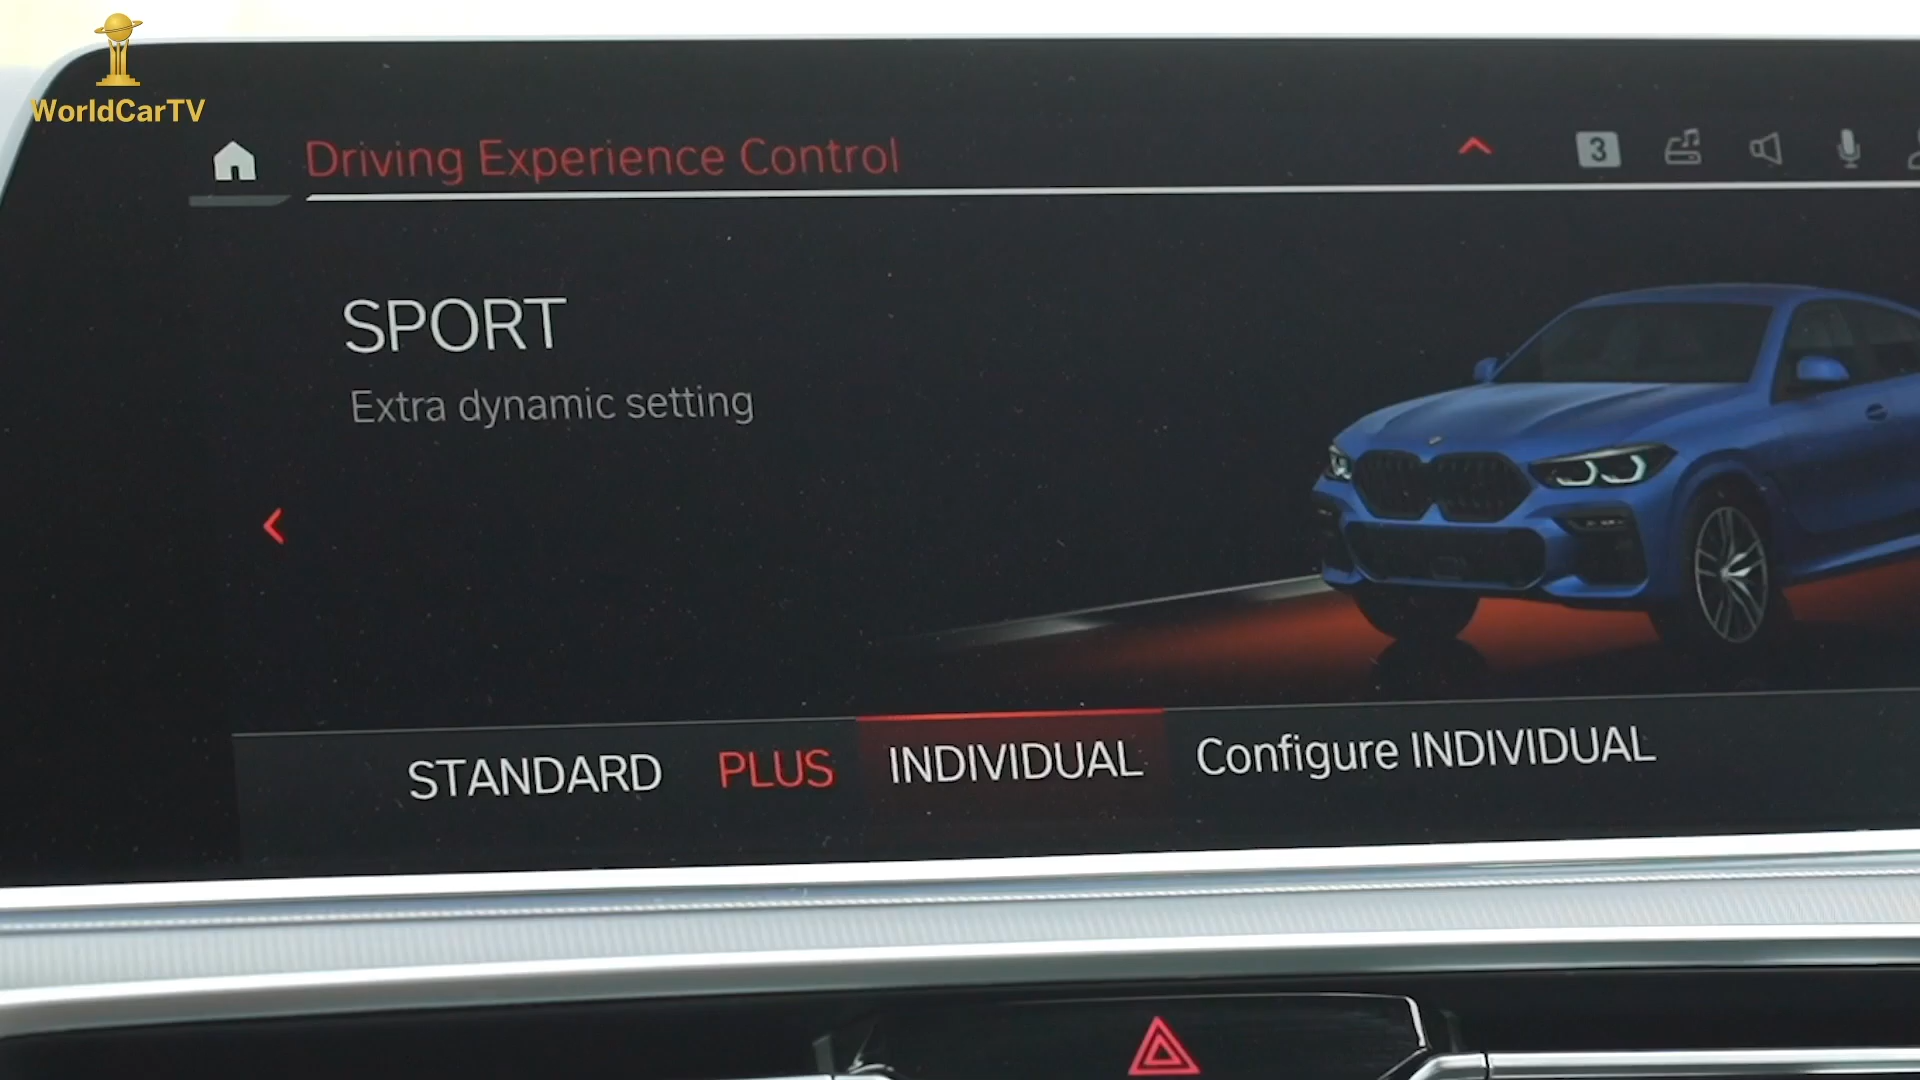 WorldCarTV
Driving Experience Control
3
SPORT
Extra dynamic setting
STANDARD PLUS INDIVIDUAL Configure INDIVIDUAL